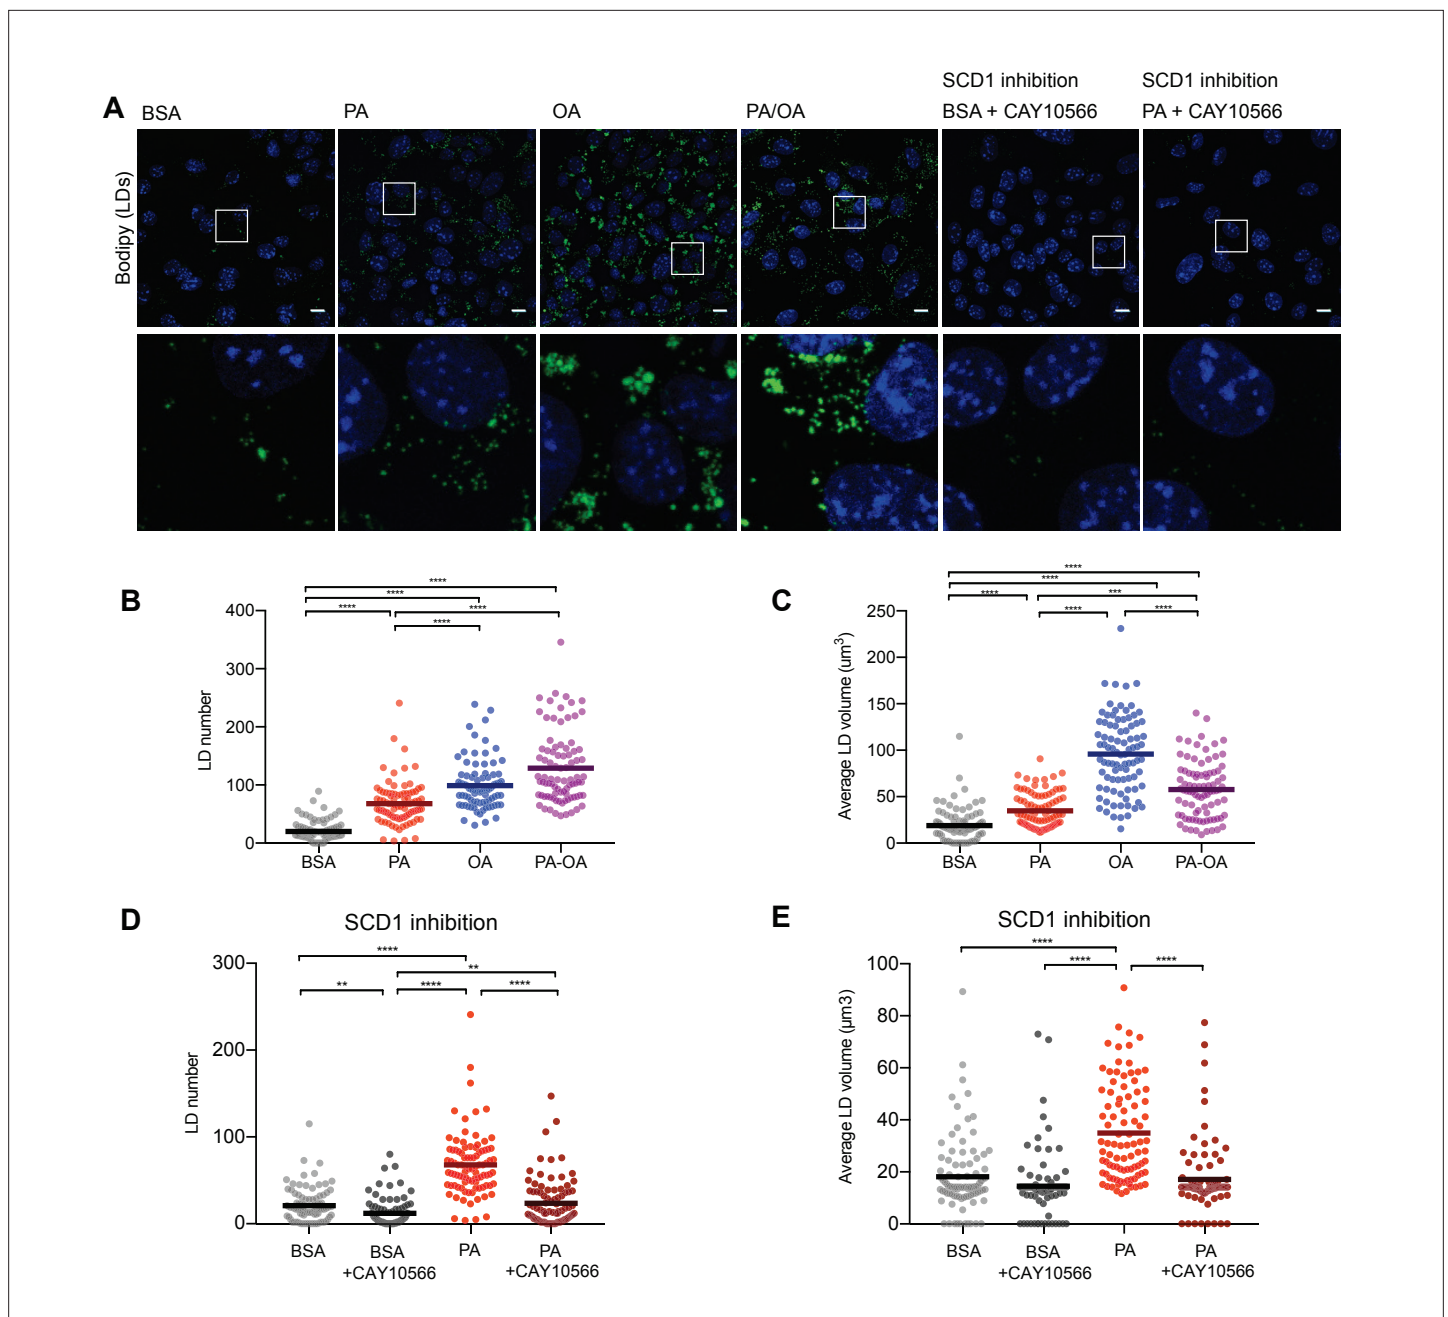 SCD1 inhibition SCD1 inhibition
A BSA PA OA PA/OA BSA + CAY10566 PA + CAY10566
Bodipy (LDs)
B
**** 
****
**** ****
****
400
300
200
100
0
LD number
BSA PA OA PA-OA
C
****
****
**** ***
**** ****
250
200
150
100
50
0
Average LD volume (um³)
BSA PA OA PA-OA
D
SCD1 inhibition
****
**
** **** ****
300
200
100
0
LD number
BSA BSA PA PA
+CAY10566 +CAY10566
E
SCD1 inhibition
****
**** ****
100
80
60
40
20
0
Average LD volume (µm3)
BSA BSA PA PA
+CAY10566 +CAY10566